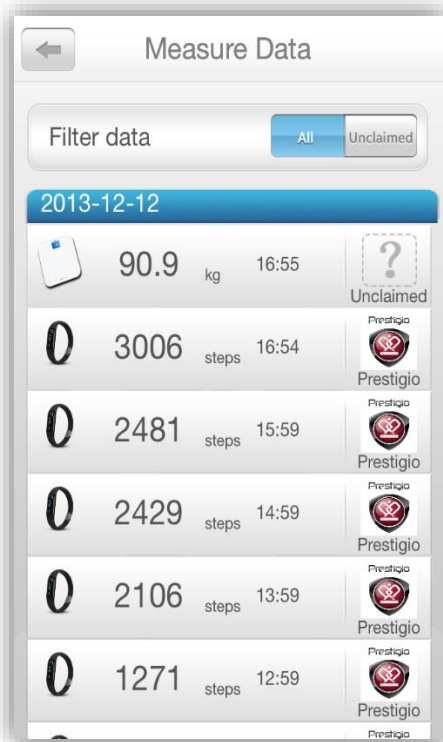 Measure Data
Filter data All Unclaimed
2013-12-12
90.9 kg 16:55 ?
Unclaimed
Prestigio
3006 steps 16:54
Prestigio
Prestigio
2481 steps 15:59
Prestigio
Prestigio
2429 steps 14:59
Prestigio
Prestigio
2106 steps 13:59
Prestigio
Prestigio
1271 steps 12:59
Prestigio
Prestigio